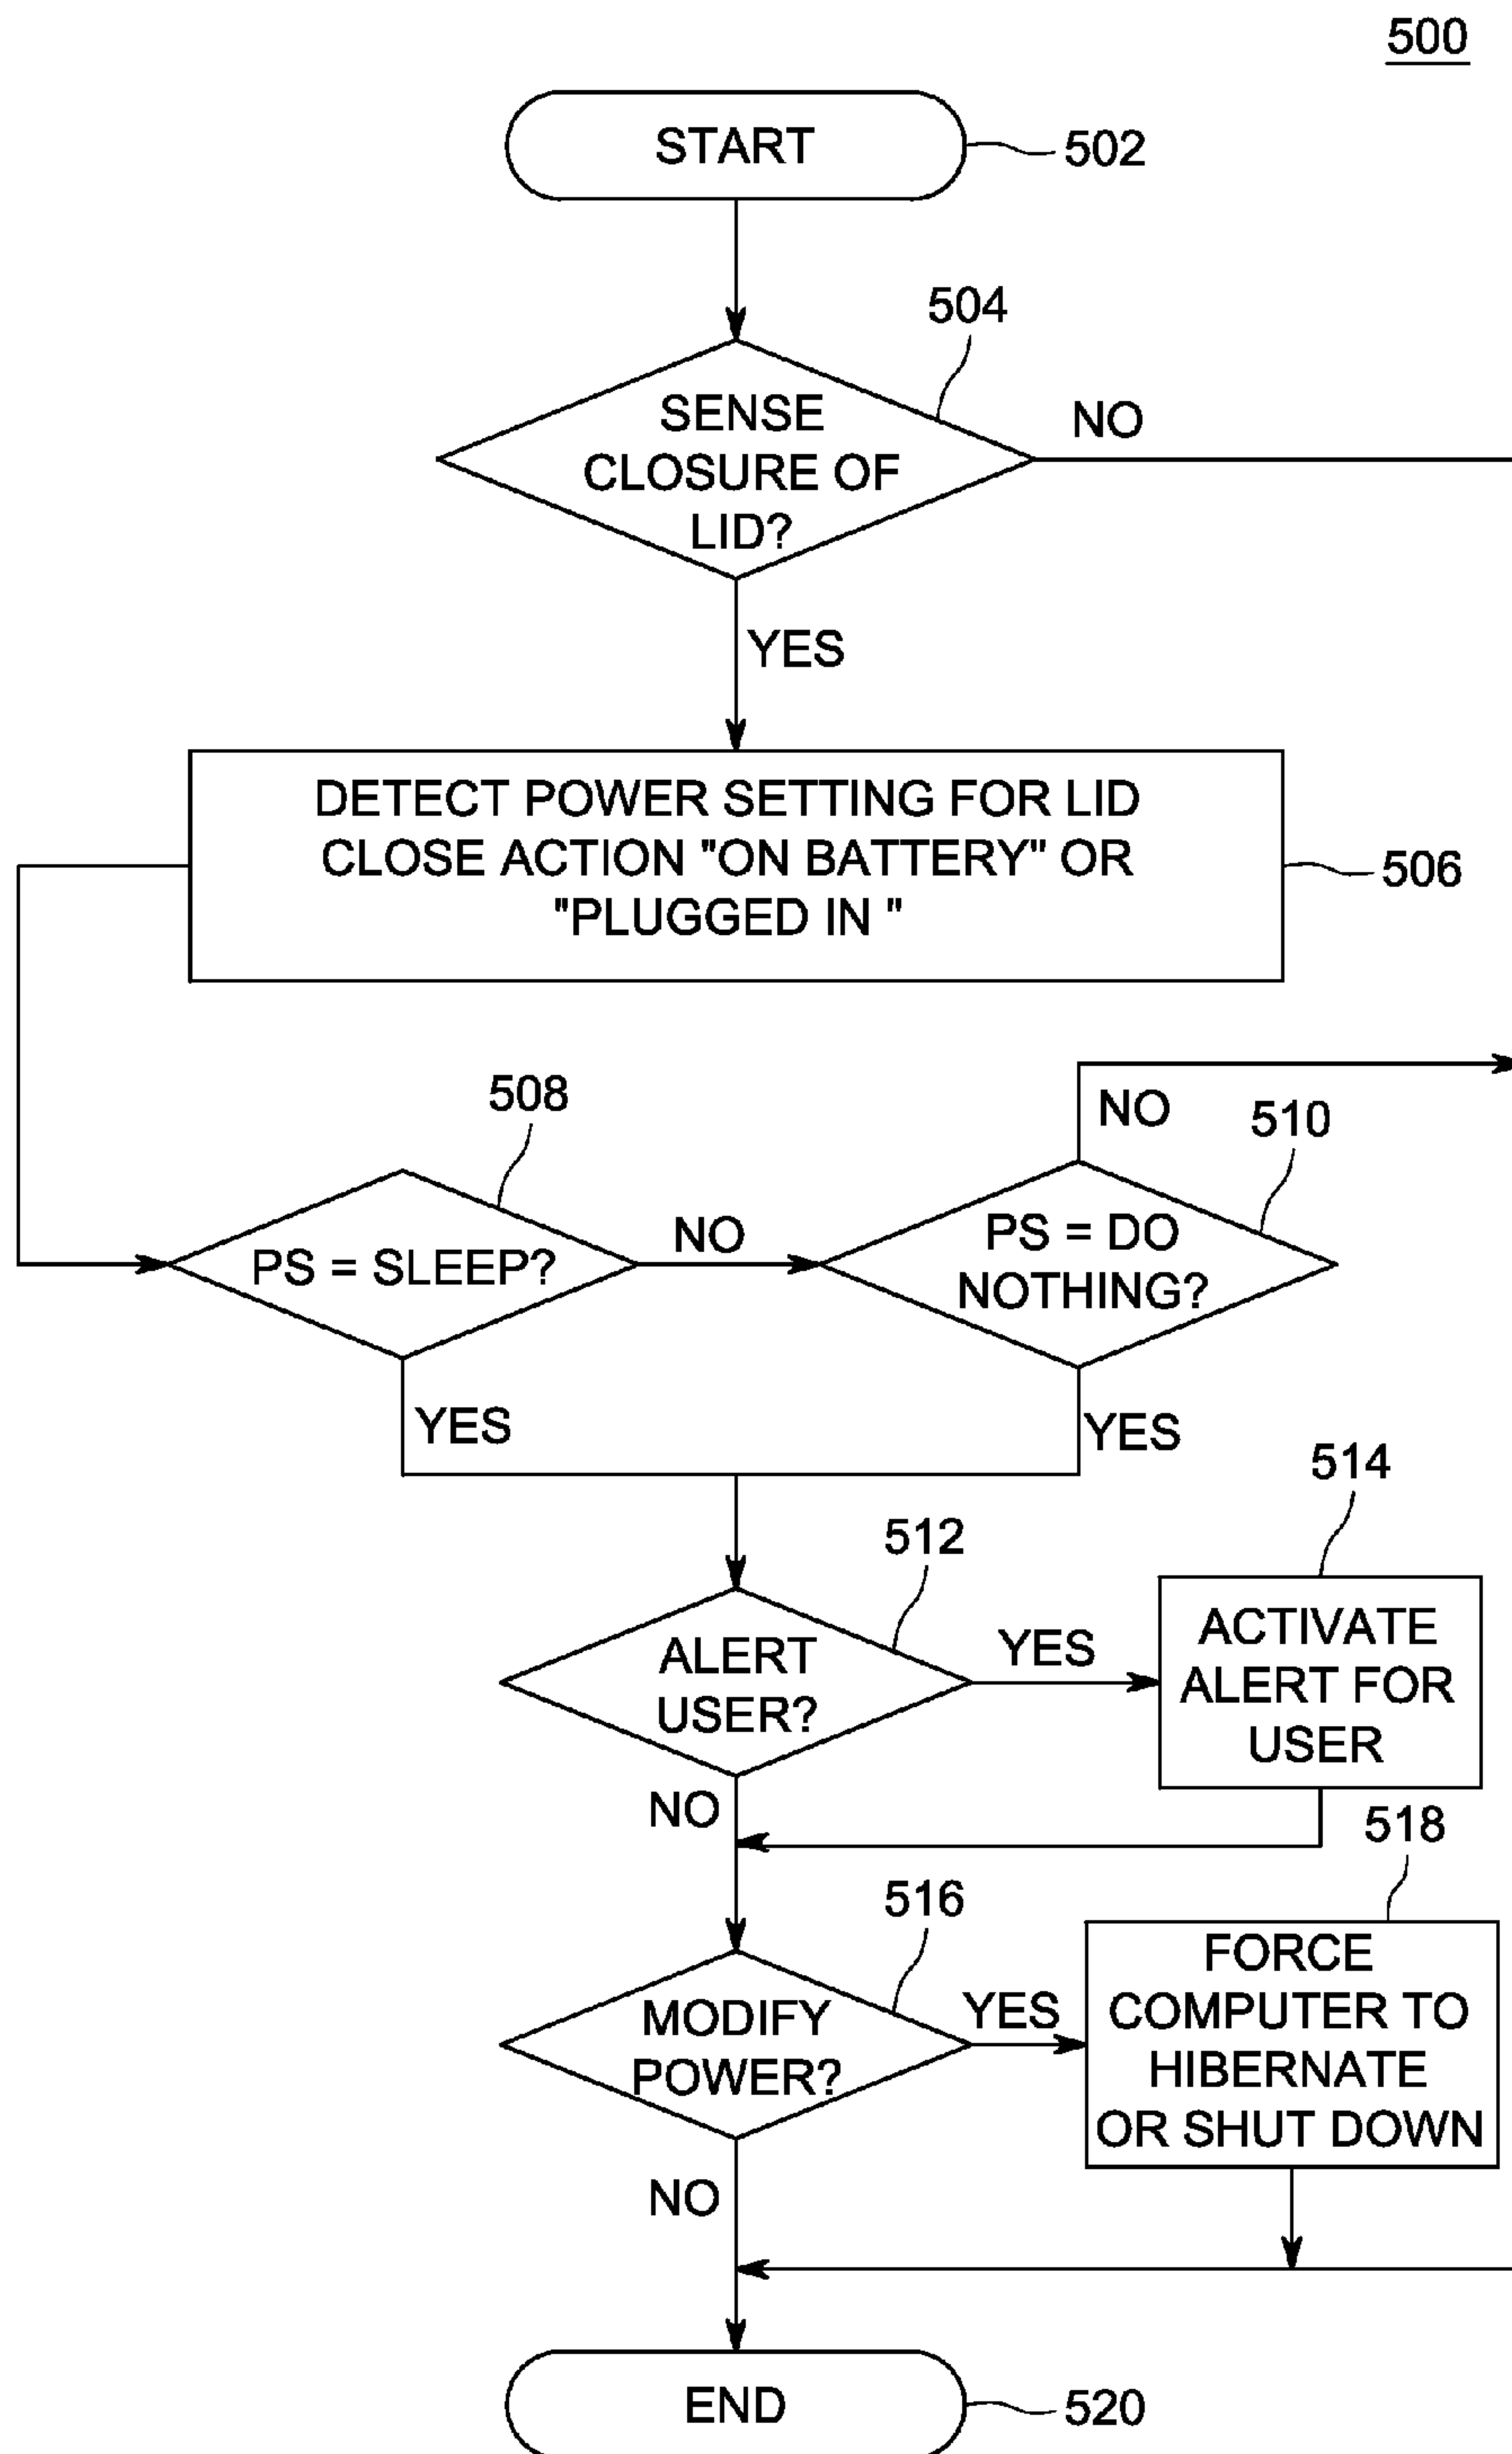 500
START
502
504
SENSE
CLOSURE OF
LID?
NO
YES
DETECT POWER SETTING FOR LID
CLOSE ACTION "ON BATTERY" OR
"PLUGGED IN "
506
508
PS = SLEEP?
NO
510
PS = DO
NOTHING?
NO
YES
YES
512
ALERT
USER?
YES
514
ACTIVATE
ALERT FOR
USER
NO
516
MODIFY
POWER?
YES
518
FORCE
COMPUTER TO
HIBERNATE
OR SHUT DOWN
NO
END
520